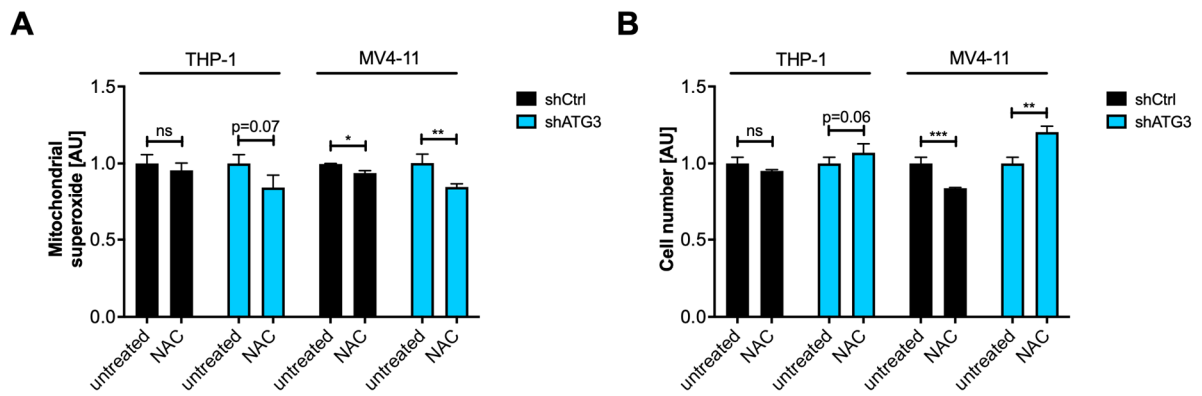 A
THP-1
MV4-11
Mitochondrial
superoxide [AU]
1.5
1.0
0.5
0.0
ns
p=0.07
*
**
untreated
NAC
untreated
NAC
untreated
NAC
untreated
NAC
shCtrl
shATG3
B
THP-1
MV4-11
Cell number [AU]
1.5
1.0
0.5
0.0
ns
p=0.06
***
**
untreated
NAC
untreated
NAC
untreated
NAC
untreated
NAC
shCtrl
shATG3